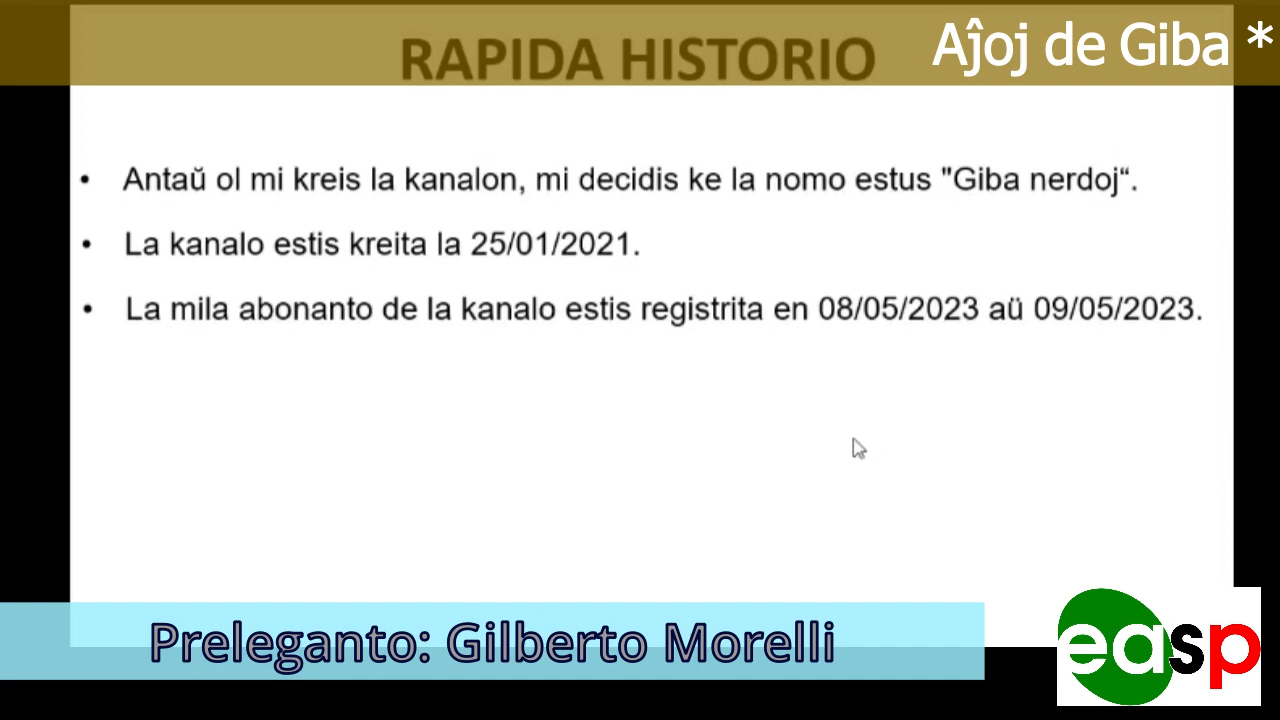 Aĵoj de Giba *
RAPIDA HISTORIO
• Antaŭ ol mi kreis la kanalon, mi decidis ke la nomo estus "Giba nerdoj“.
• La kanalo estis kreita la 25/01/2021.
• La mila abonanto de la kanalo estis registrita en 08/05/2023 aŭ 09/05/2023.
Preleganto: Gilberto Morelli
easp